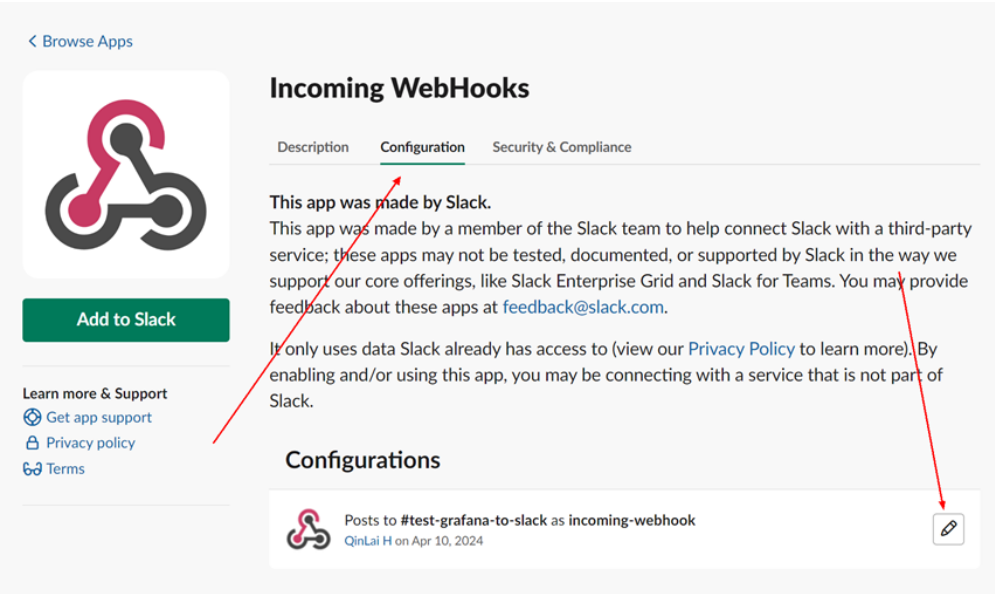 Browse Apps
Incoming WebHooks
Description Configuration Security & Compliance
This app was made by Slack.
This app was made by a member of the Slack team to help connect Slack with a third-party
service; these apps may not be tested, documented, or supported by Slack in the way we
support our core offerings, like Slack Enterprise Grid and Slack for Teams. You may provide
feedback about these apps at feedback@slack.com.
It only uses data Slack already has access to (view our Privacy Policy to learn more). By
enabling and/or using this app, you may be connecting with a service that is not part of
Slack.
Add to Slack
Learn more & Support
Get app support
Privacy policy
Terms
Configurations
Posts to #test-grafana-to-slack as incoming-webhook
QinLai H on Apr 10, 2024